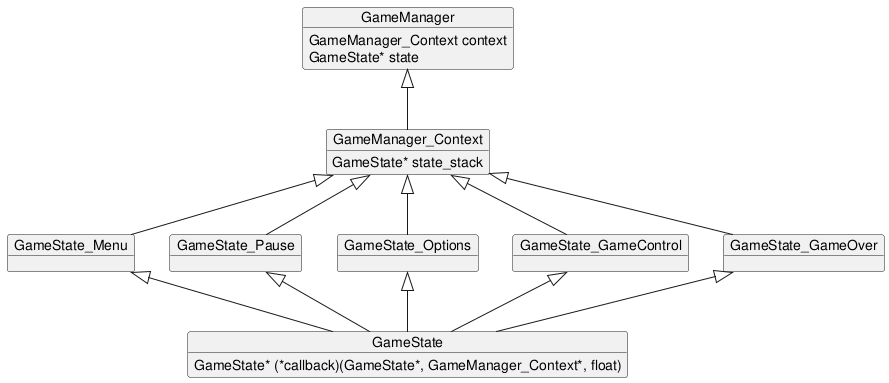 GameManager
GameManager_Context context
GameState* state
GameManager_Context
GameState* state_stack
GameState_Menu
GameState_Pause
GameState_Options
GameState_GameControl
GameState_GameOver
GameState
GameState* (*callback)(GameState*, GameManager_Context*, float)